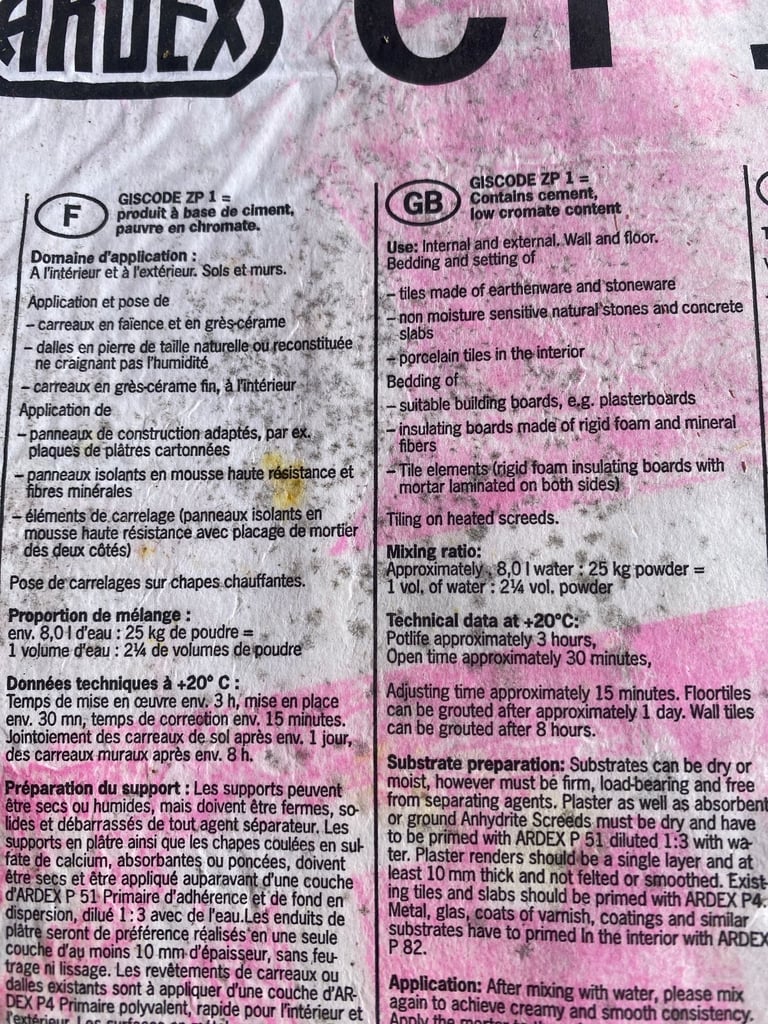 ARDEX
F
GISCODE ZP 1 =
produit à base de ciment,
pauvre en chromate.
Domaine d'application :
A l'intérieur et à l'extérieur. Sols et murs.
Application et pose de
– carreaux en faïence et en grès-cérame
– dalles en pierre de taille naturelle ou reconstituée
ne craignant pas l'humidité
– carreaux en grès-cérame fin, à l'intérieur
Application de
– panneaux de construction adaptés, par ex.
plaques de plâtres cartonnées
– panneaux isolants en mousse haute résistance et
fibres minérales
– éléments de carrelage (panneaux isolants en
mousse haute résistance avec placage de mortier
des deux côtés)
Pose de carrelages sur chapes chauffantes.
Proportion de mélange :
env. 8,0 l d'eau : 25 kg de poudre =
1 volume d'eau : 2¼ de volumes de poudre
Données techniques à +20° C :
Temps de mise en œuvre env. 3 h, mise en place
env. 30 mn, temps de correction env. 15 minutes.
Jointoiement des carreaux de sol après env. 1 jour,
des carreaux muraux après env. 8 h.
Préparation du support : Les supports peuvent
être secs ou humides, mais doivent être fermes, so-
lides et débarrassés de tout agent séparateur. Les
supports en plâtre ainsi que les chapes coulées en sul-
fate de calcium, absorbantes ou poncées, doivent
être secs et être appliqué auparavant d'une couche
d'ARDEX P 51 Primaire d'adhérence et de fond en
dispersion, dilué 1 : 3 avec de l'eau.Les enduits de
plâtre seront de préférence réalisés en une seule
couche d'au moins 10 mm d'épaisseur, sans feu-
trage ni lissage. Les revêtements de carreaux ou
dalles existants sont à appliquer d'une couche d'AR-
DEX P4 Primaire polyvalent, rapide pour l'intérieur et
l'extérieur. Les surfaces en
GB
GISCODE ZP 1 =
Contains cement,
low cromate content
Use: Internal and external. Wall and floor.
Bedding and setting of
– tiles made of earthenware and stoneware
– non moisture sensitive natural stones and concrete
slabs
– porcelain tiles in the interior
Bedding of
– suitable building boards, e.g. plasterboards
– insulating boards made of rigid foam and mineral
fibers
– Tile elements (rigid foam insulating boards with
mortar laminated on both sides)
Tiling on heated screeds.
Mixing ratio:
Approximately 8,0 l water : 25 kg powder =
1 vol. of water : 2¼ vol. powder
Technical data at +20°C:
Potlife approximately 3 hours,
Open time approximately 30 minutes,
Adjusting time approximately 15 minutes. Floortiles
can be grouted after approximately 1 day. Wall tiles
can be grouted after 8 hours.
Substrate preparation: Substrates can be dry or
moist, however must be firm, load-bearing and free
from separating agents. Plaster as well as absorbent
or ground Anhydrite Screeds must be dry and have
to be primed with ARDEX P 51 diluted 1:3 with wa-
ter. Plaster renders should be a single layer and at
least 10 mm thick and not felted or smoothed. Exist-
ing tiles and slabs should be primed with ARDEX P4.
Metal, glas, coats of varnish, coatings and similar
substrates have to primed In the interior with ARDEX
P 82.
Application: After mixing with water, please mix
again to achieve creamy and smooth consistency.
Apply the mortar to